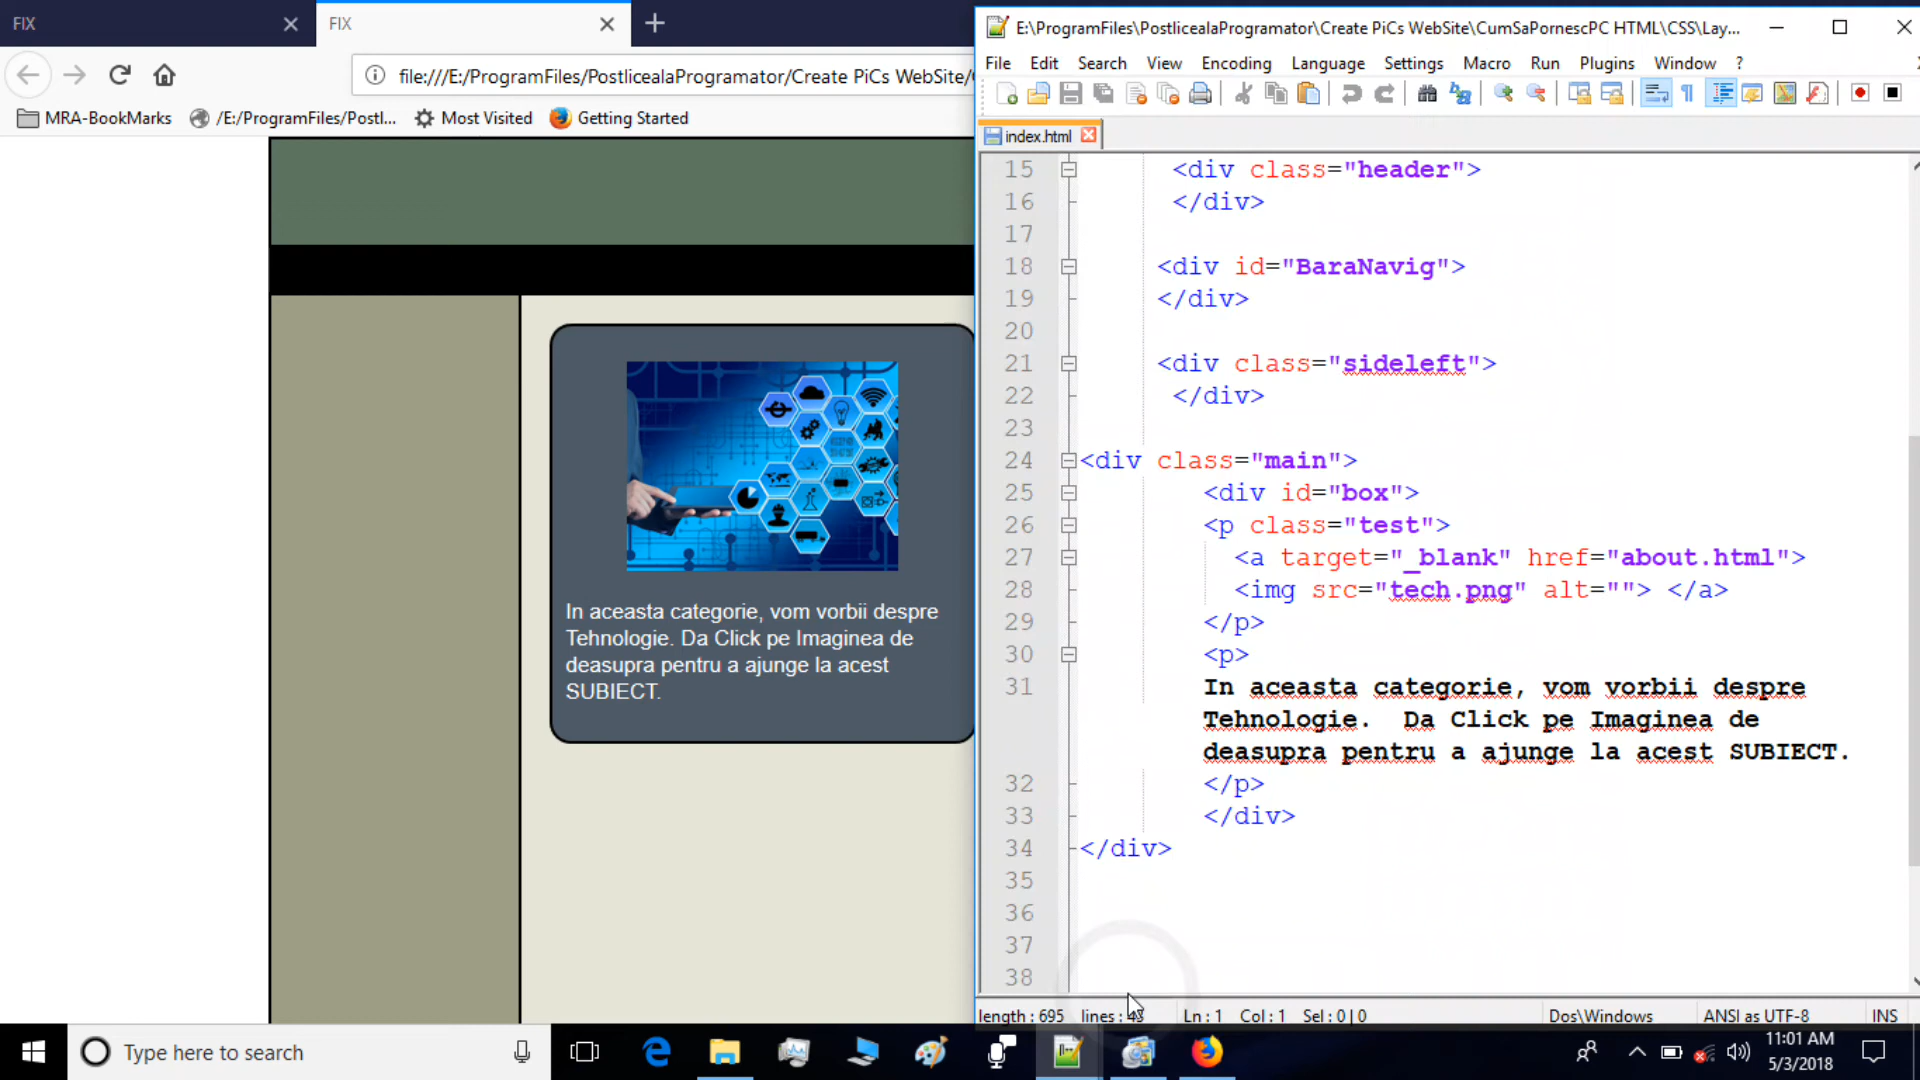 FIX
FIX
file:///E:/ProgramFiles/PostlicealaProgramator/Create PiCs WebSite/
MRA-BookMarks
/E:/ProgramFiles/Postl...
Most Visited
Getting Started
In aceasta categorie, vom vorbii despre
Tehnologie. Da Click pe Imaginea de
deasupra pentru a ajunge la acest
SUBIECT.
E:\ProgramFiles\PostlicealaProgramator\Create PiCs WebSite\CumSaPornescPC HTML\CSS\Lay...
File Edit Search View Encoding Language Settings Macro Run Plugins Window ?
index.html
15 <div class="header">
16 </div>
17
18 <div id="BaraNavig">
19 </div>
20
21 <div class="sideleft">
22 </div>
23
24 <div class="main">
25 <div id="box">
26 <p class="test">
27 <a target="_blank" href="about.html">
28 <img src="tech.png" alt=""> </a>
29 </p>
30 <p>
31 In aceasta categorie, vom vorbii despre
Tehnologie. Da Click pe Imaginea de
deasupra pentru a ajunge la acest SUBIECT.
32 </p>
33 </div>
34 </div>
35
36
37
38
length : 695 lines : Ln : 1 Col : 1 Sel : 0 | 0 Dos\Windows ANSI as UTF-8 INS
Type here to search
11:01 AM
5/3/2018